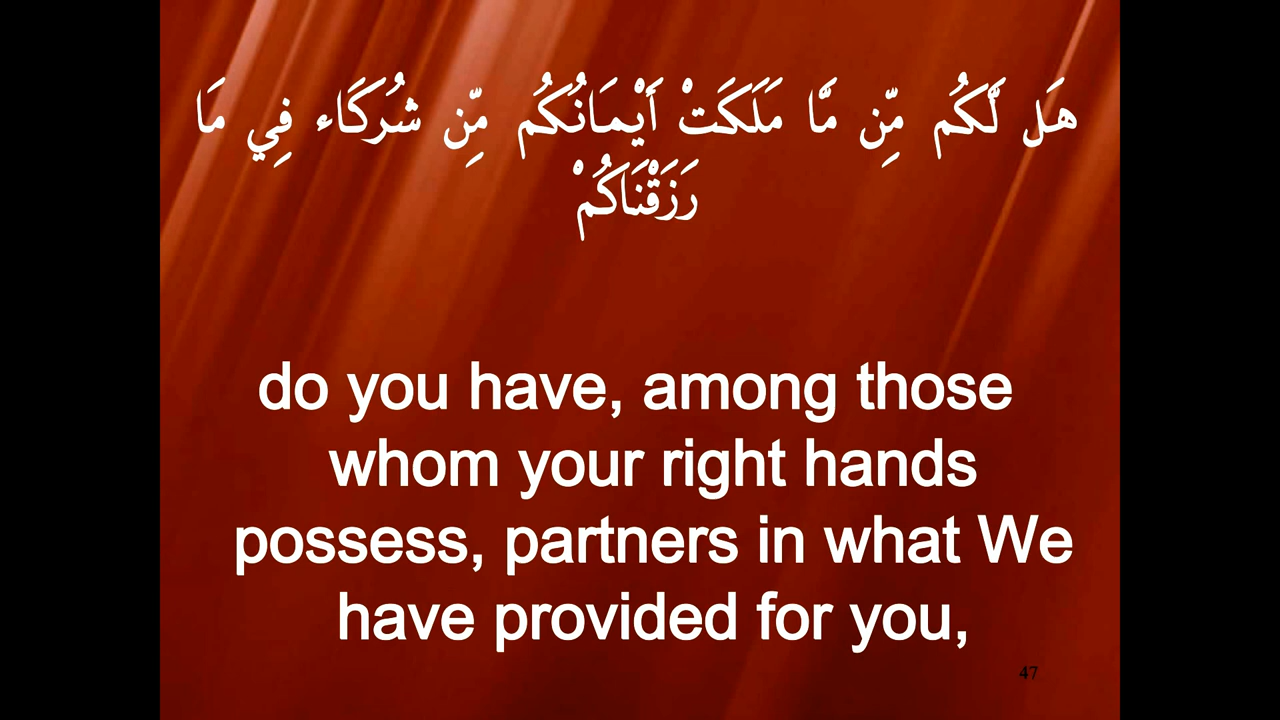 هَل لَّكُم مِّن مَّا مَلَكَتْ أَيْمَانُكُم مِّن شُرَكَاء فِي مَا
رَزَقْنَاكُمْ
do you have, among those
whom your right hands
possess, partners in what We
have provided for you,
47